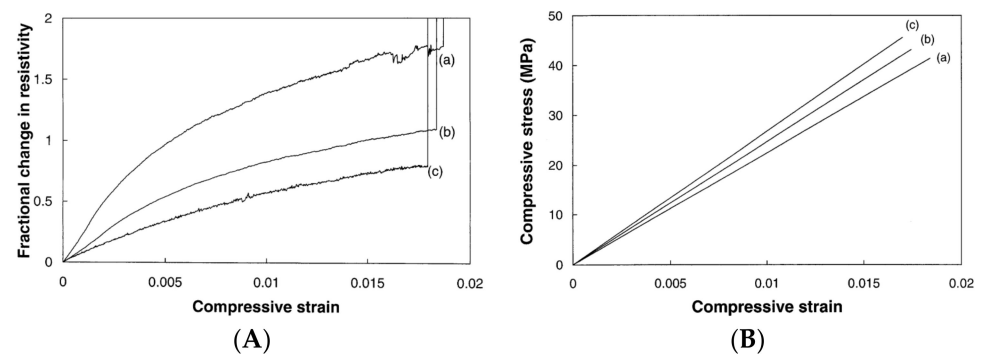 Fractional change in resistivity
2
1.5
1
0.5
0
(a)
(b)
(c)
0 0.005 0.01 0.015 0.02
Compressive strain
(A)
Compressive stress (MPa)
50
40
30
20
10
0
(c)
(b)
(a)
0 0.005 0.01 0.015 0.02
Compressive strain
(B)